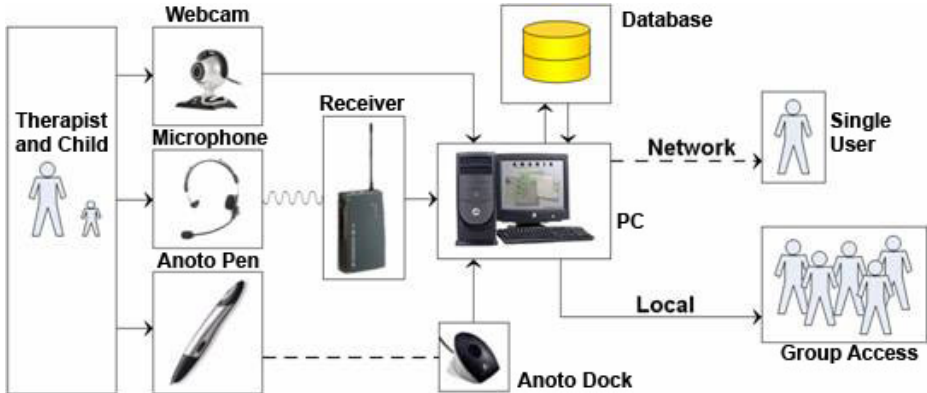 Webcam
Database
Therapist
and Child
Receiver
Microphone
Network
Single
User
PC
Anoto Pen
Local
Anoto Dock
Group Access